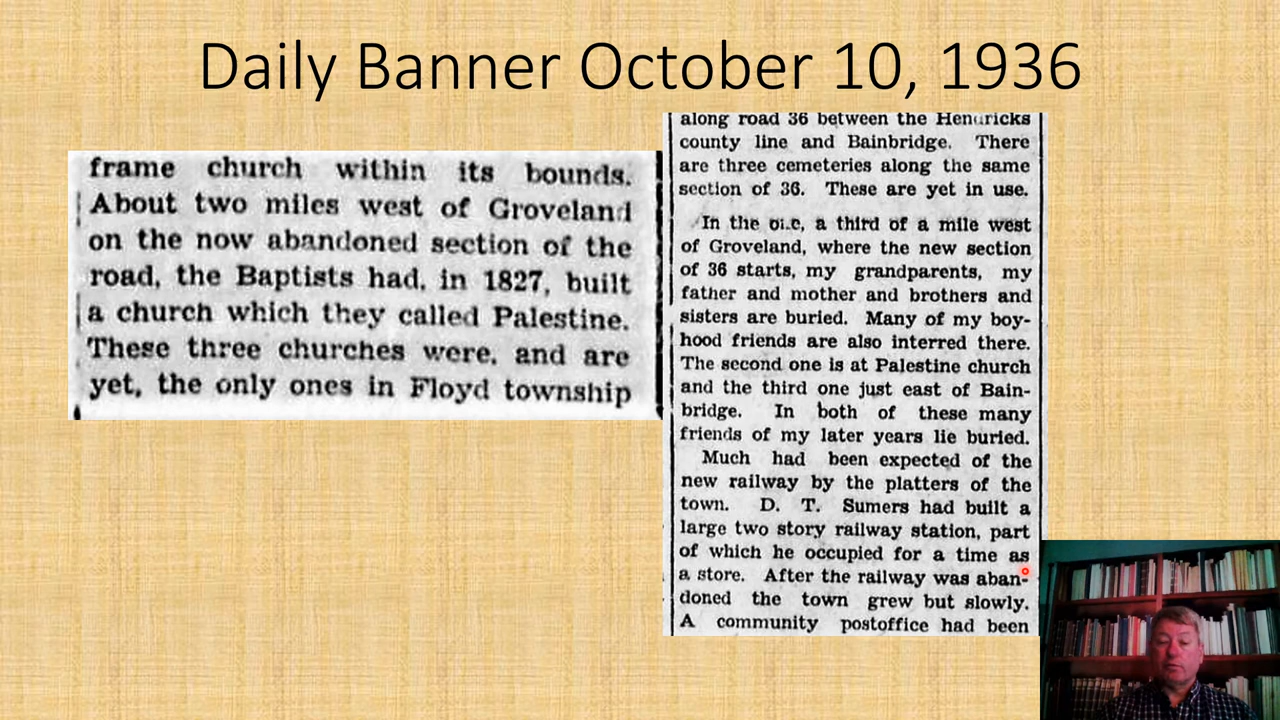 Daily Banner October 10, 1936
frame church within its bounds.
About two miles west of Groveland
on the now abandoned section of the
road, the Baptists had, in 1827, built
a church which they called Palestine.
These three churches were, and are
yet, the only ones in Floyd township
along road 36 between the Hendricks
county line and Bainbridge. There
are three cemeteries along the same
section of 36. These are yet in use.
In the one, a third of a mile west
of Groveland, where the new section
of 36 starts, my grandparents, my
father and mother and brothers and
sisters are buried. Many of my boy-
hood friends are also interred there.
The second one is at Palestine church
and the third one just east of Bain-
bridge. In both of these many
friends of my later years lie buried.
Much had been expected of the
new railway by the platters of the
town. D. T. Sumers had built a
large two story railway station, part
of which he occupied for a time as
a store. After the railway was aban-
doned the town grew but slowly.
A community postoffice had been